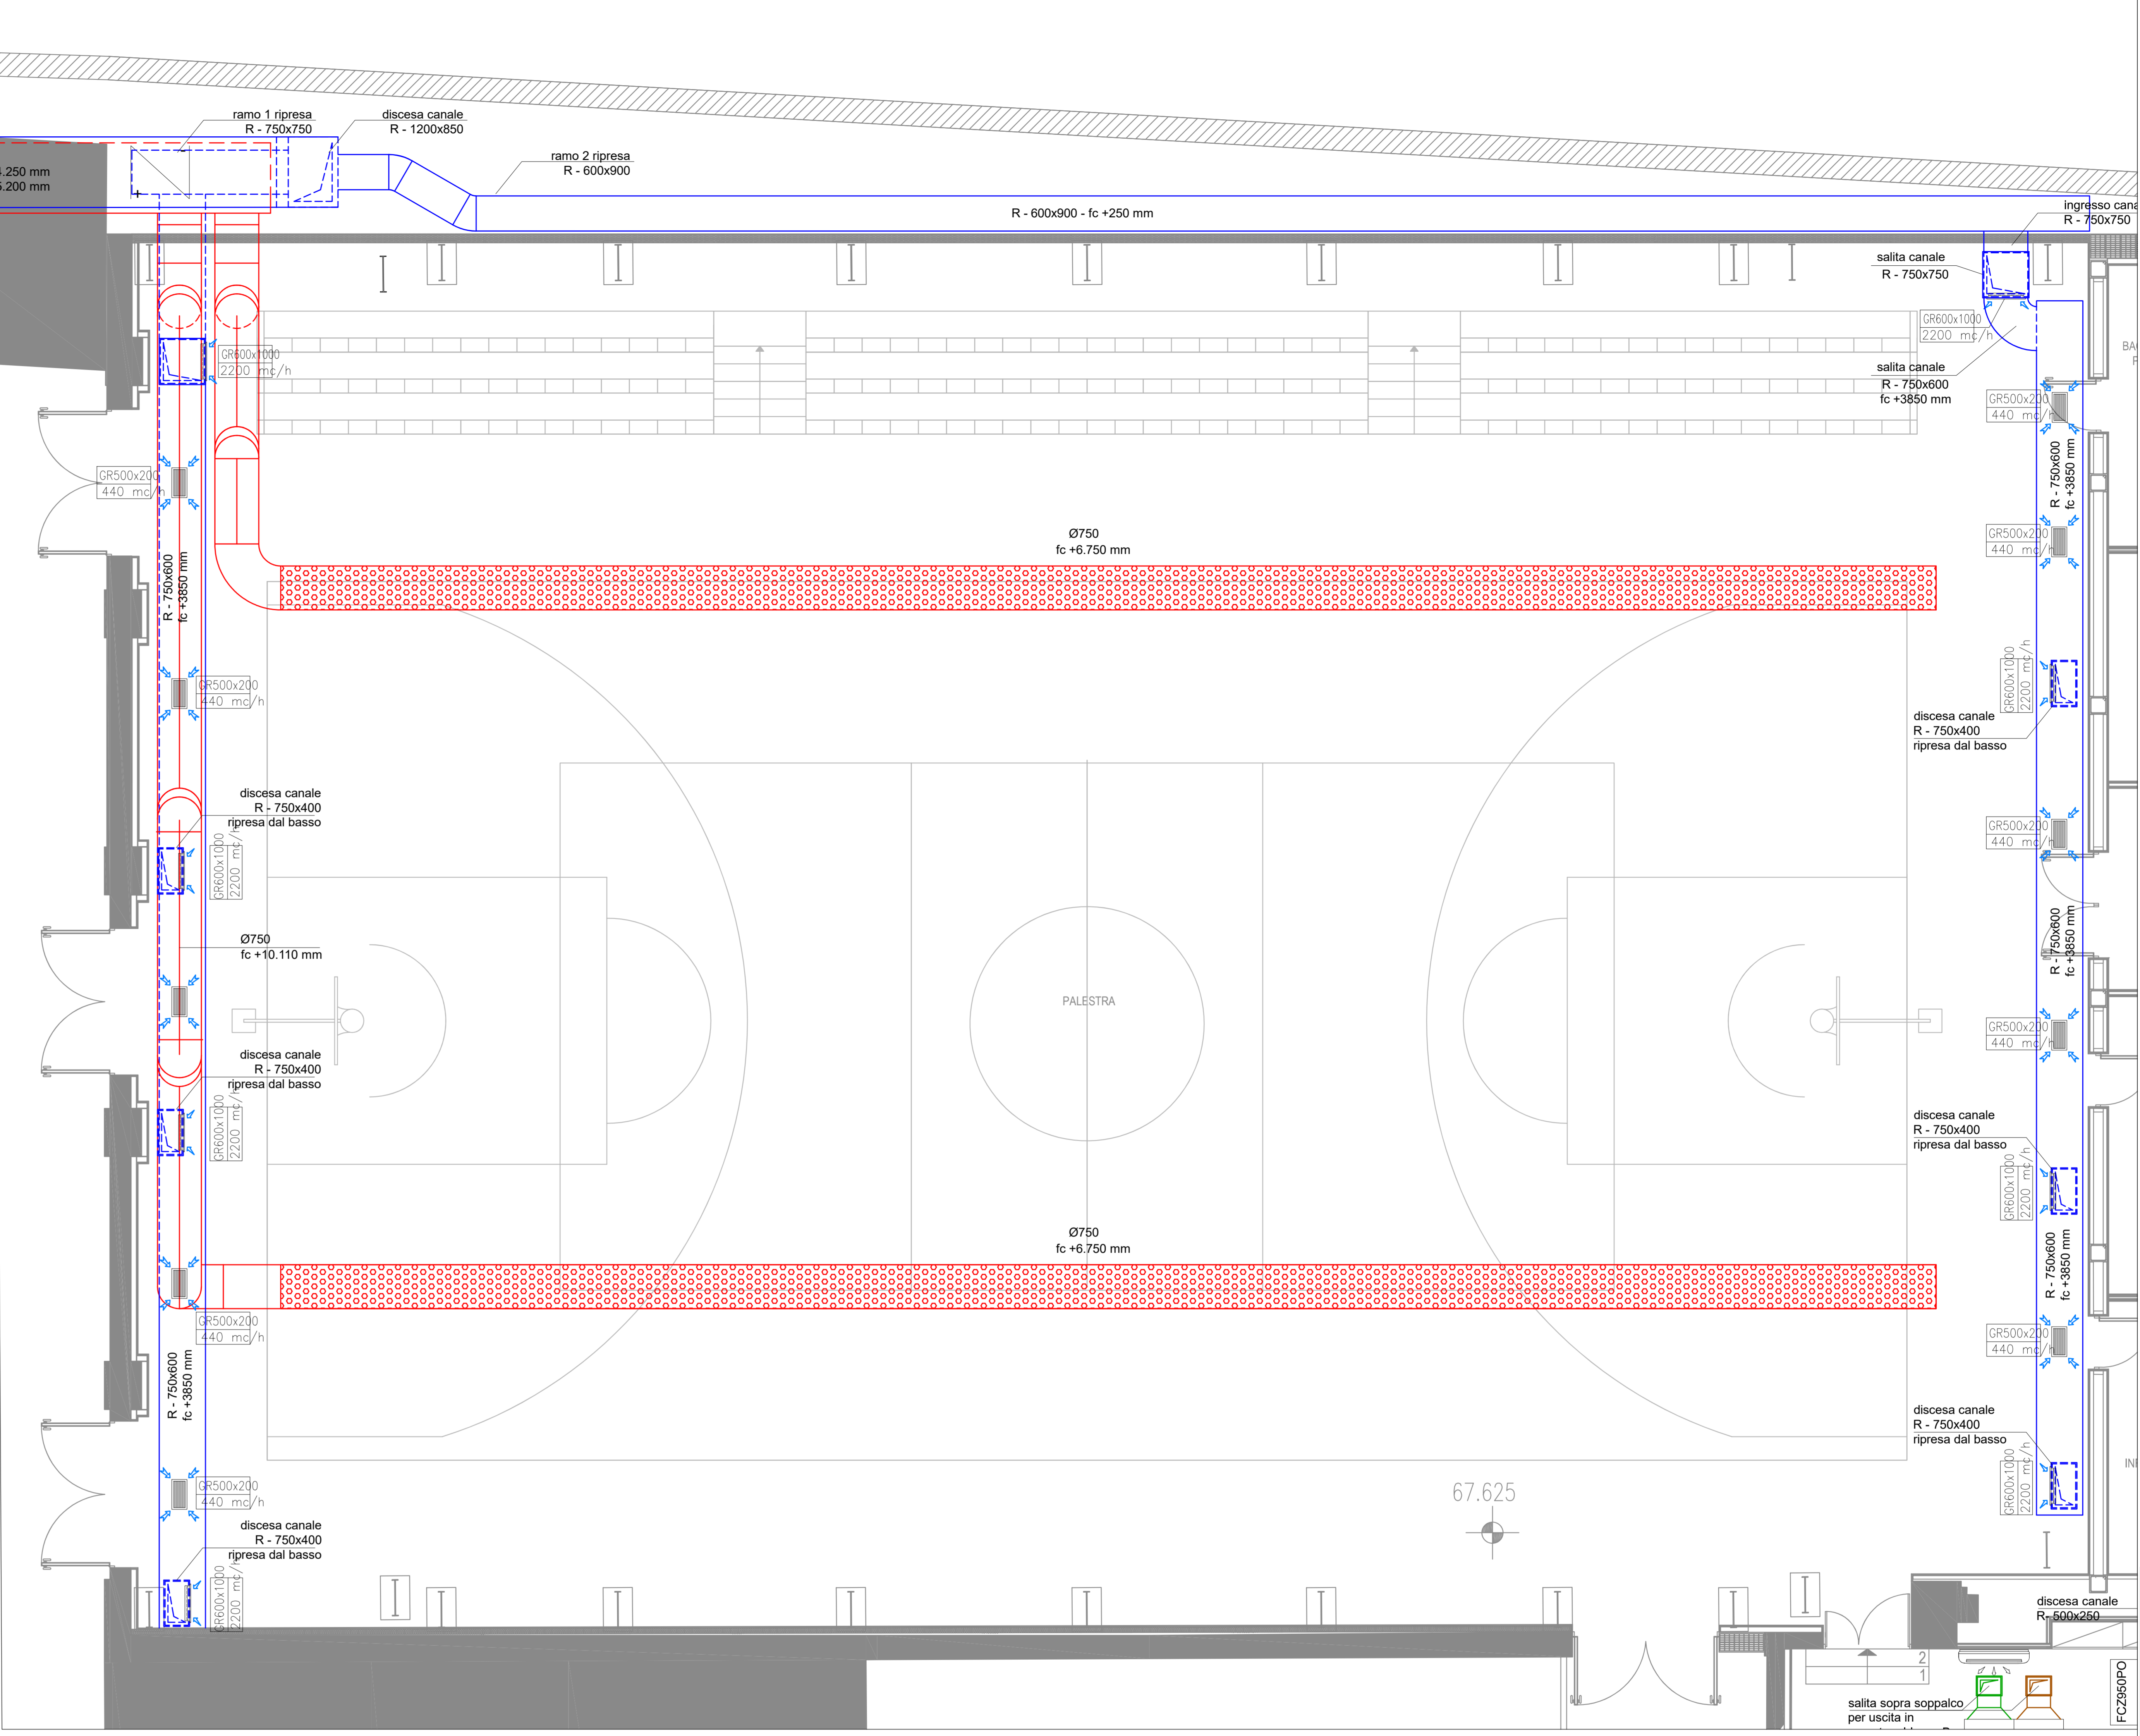 ramo 1 ripresa
R - 750x750
discesa canale
R - 1200x850
ramo 2 ripresa
R - 600x900
.250 mm
.200 mm
R - 600x900 - fc +250 mm
ingresso cana
R - 750x750
salita canale
R - 750x750
GR600x1000
2200 mc/h
GR600x1000
2200 mc/h
salita canale
R - 750x600
fc +3850 mm
GR500x200
440 mc/h
GR500x200
440 mc/h
R - 750x600
fc +3850 mm
GR500x200
440 mc/h
Ø750
fc +6.750 mm
R - 750x600
fc +3850 mm
GR500x200
440 mc/h
GR600x1000
2200 mc/h
discesa canale
R - 750x400
ripresa dal basso
discesa canale
R - 750x400
ripresa dal basso
GR600x1000
2200 mc/h
GR500x200
440 mc/h
Ø750
fc +10.110 mm
R - 750x600
fc +3850 mm
PALESTRA
GR500x200
440 mc/h
discesa canale
R - 750x400
ripresa dal basso
GR600x1000
2200 mc/h
discesa canale
R - 750x400
ripresa dal basso
GR600x1000
2200 mc/h
Ø750
fc +6.750 mm
R - 750x600
fc +3850 mm
GR500x200
440 mc/h
GR500x200
440 mc/h
R - 750x600
fc +3850 mm
discesa canale
R - 750x400
ripresa dal basso
GR600x1000
2200 mc/h
GR500x200
440 mc/h
67.625
discesa canale
R - 750x400
ripresa dal basso
GR600x1000
2200 mc/h
discesa canale
R- 500x250
2
1
salita sopra soppalco
per uscita in
FCZ950PO